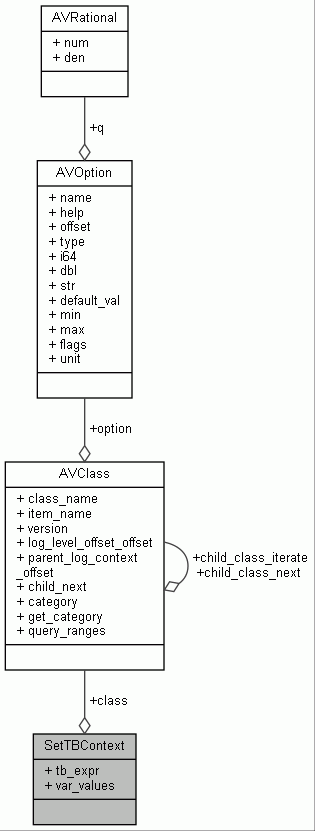 AVRational
+ num
+ den
+q
AVOption
+ name
+ help
+ offset
+ type
+ i64
+ dbl
+ str
+ default_val
+ min
+ max
+ flags
+ unit
+option
AVClass
+ class_name
+ item_name
+ version
+ log_level_offset_offset
+ parent_log_context
_offset
+ child_next
+ category
+ get_category
+ query_ranges
+child_class_iterate
+child_class_next
+class
SetTBContext
+ tb_expr
+ var_values